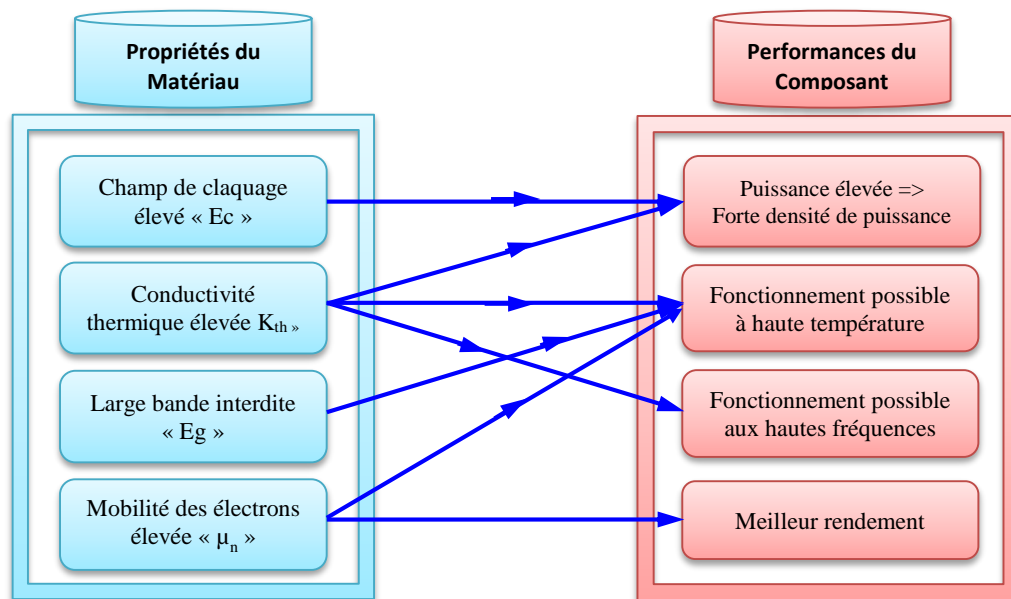 Propriétés du
Matériau
Performances du
Composant
Champ de claquage
élevé « Ec »
Puissance élevée =>
Forte densité de puissance
Conductivité
thermique élevée Kth »
Fonctionnement possible
à haute température
Large bande interdite
« Eg »
Fonctionnement possible
aux hautes fréquences
Mobilité des électrons
élevée « µn »
Meilleur rendement